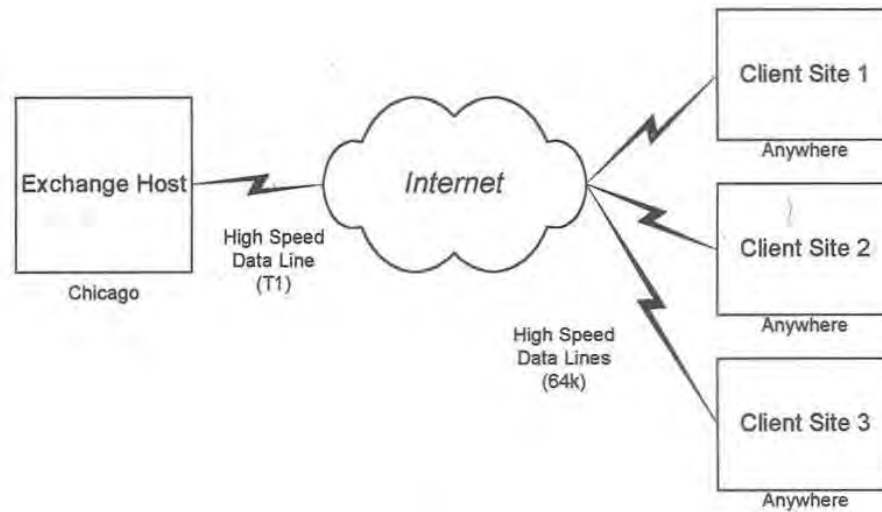 Exchange Host
Chicago
High Speed
Data Line
(T1)
Internet
High Speed
Data Lines
(64k)
Client Site 1
Anywhere
Client Site 2
Anywhere
Client Site 3
Anywhere